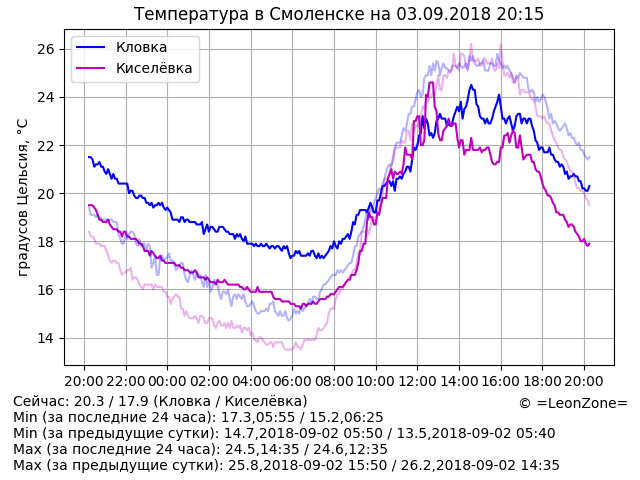 Температура в Смоленске на 03.09.2018 20:15
градусов Цельсия, °C
26
24
22
20
18
16
14
Кловка
Киселёвка
20:00 22:00 00:00 02:00 04:00 06:00 08:00 10:00 12:00 14:00 16:00 18:00 20:00
Сейчас: 20.3 / 17.9 (Кловка / Киселёвка)
© =LeonZone=
Min (за последние 24 часа): 17.3,05:55 / 15.2,06:25
Min (за предыдущие сутки): 14.7,2018-09-02 05:50 / 13.5,2018-09-02 05:40
Max (за последние 24 часа): 24.5,14:35 / 24.6,12:35
Max (за предыдущие сутки): 25.8,2018-09-02 15:50 / 26.2,2018-09-02 14:35